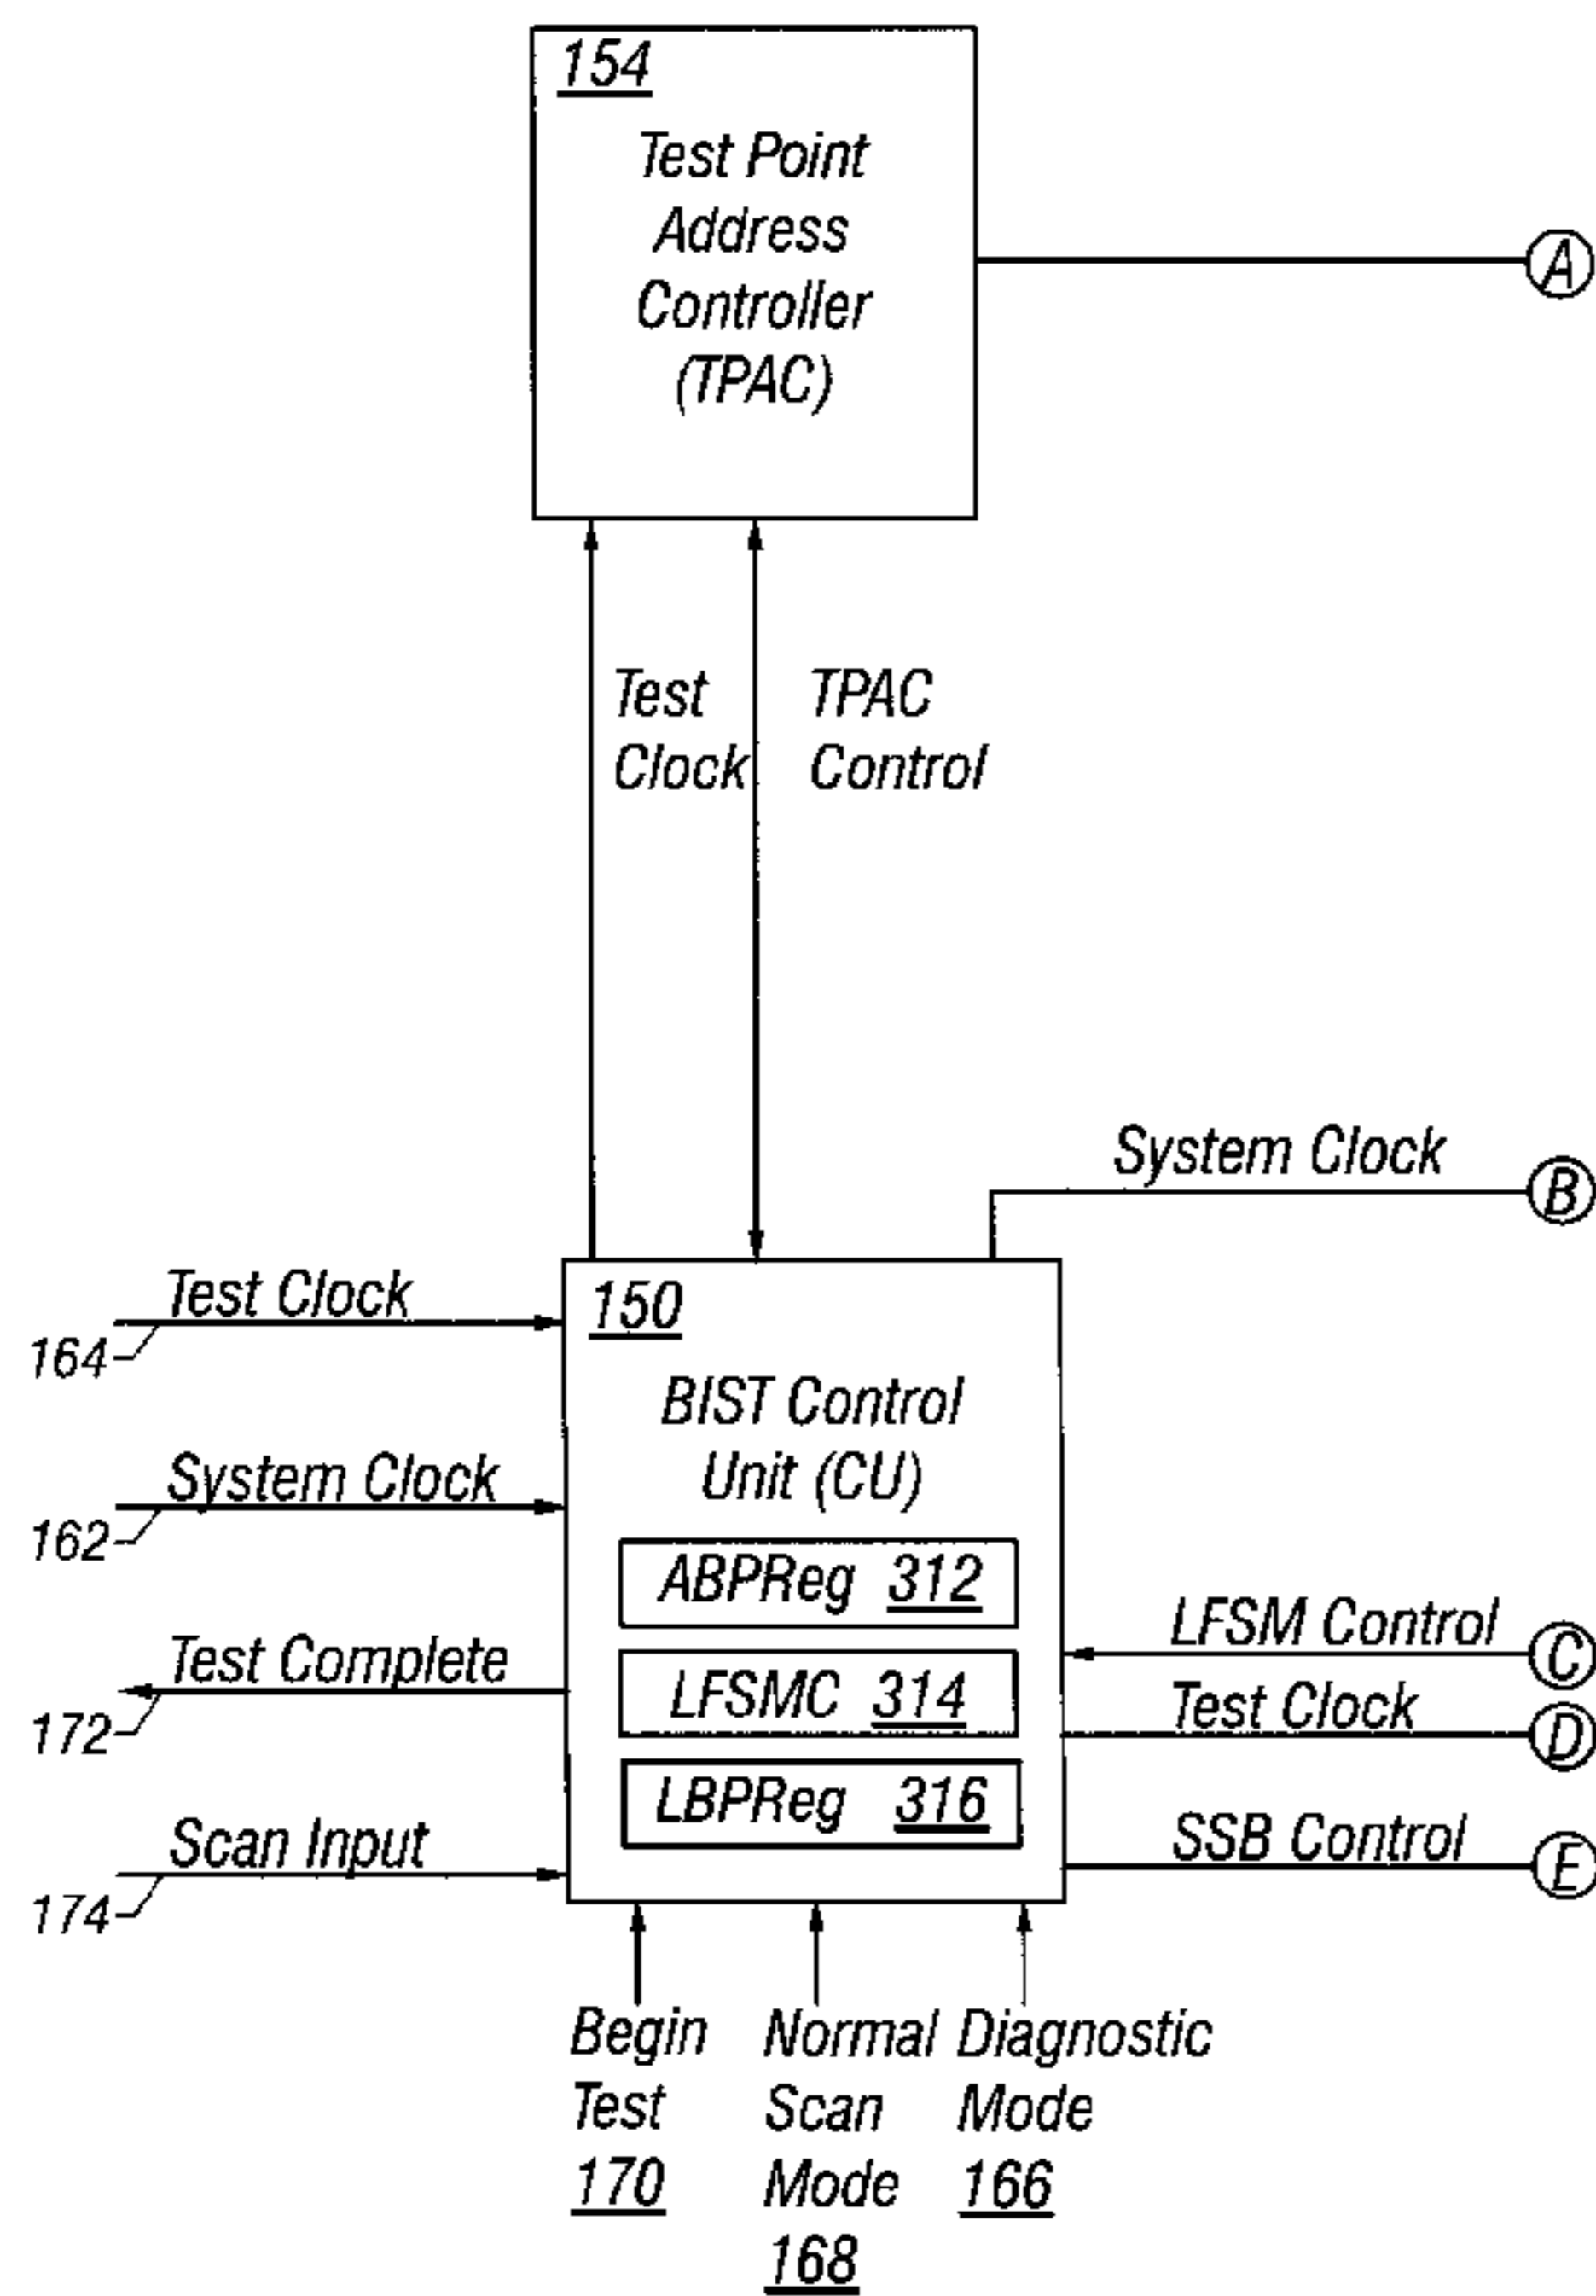 154
Test Point
Address
Controller
(TPAC)
A
Test
Clock
TPAC
Control
System Clock
B
Test Clock
164
150
BIST Control
Unit (CU)
System Clock
162
ABPReg 312
LFSM Control
C
Test Complete
172
LFSMC 314
Test Clock
D
LBPReg 316
Scan Input
174
SSB Control
E
Begin
Test
170
Normal
Scan
Mode
168
Diagnostic
Mode
166